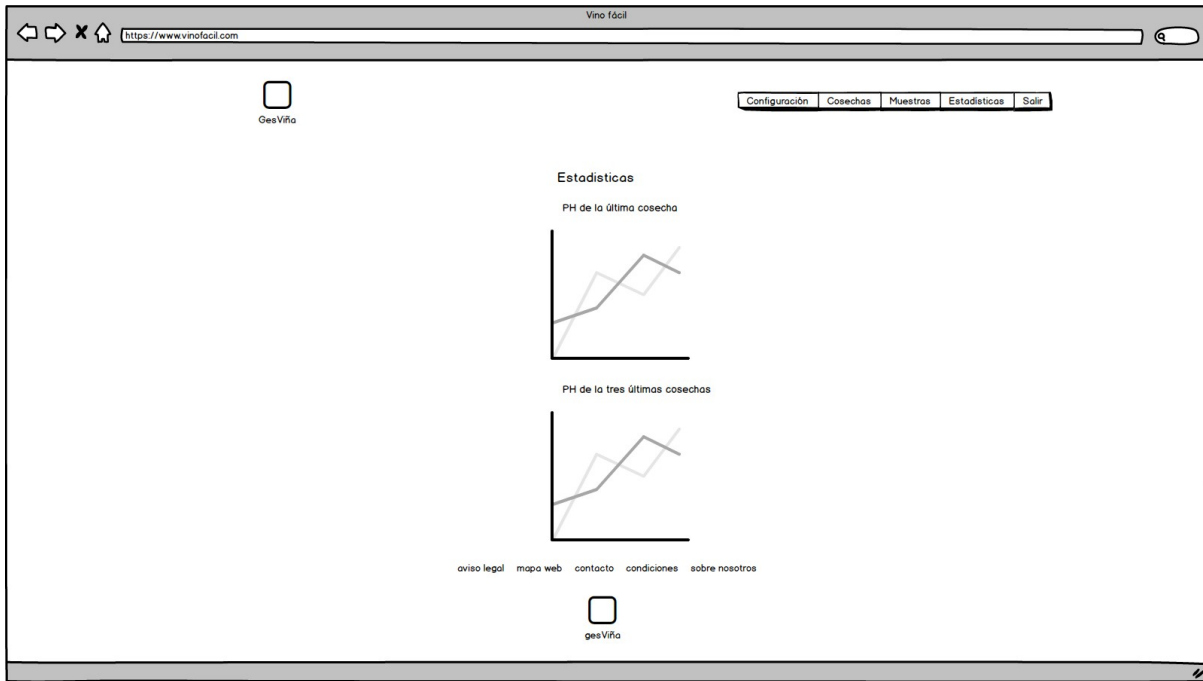 Vino fácil
https://www.vinofacil.com
GesViña
Configuración Cosechas Muestras Estadísticas Salir
Estadisticas
PH de la última cosecha
PH de la tres últimas cosechas
aviso legal mapa web contacto condiciones sobre nosotros
gesViña